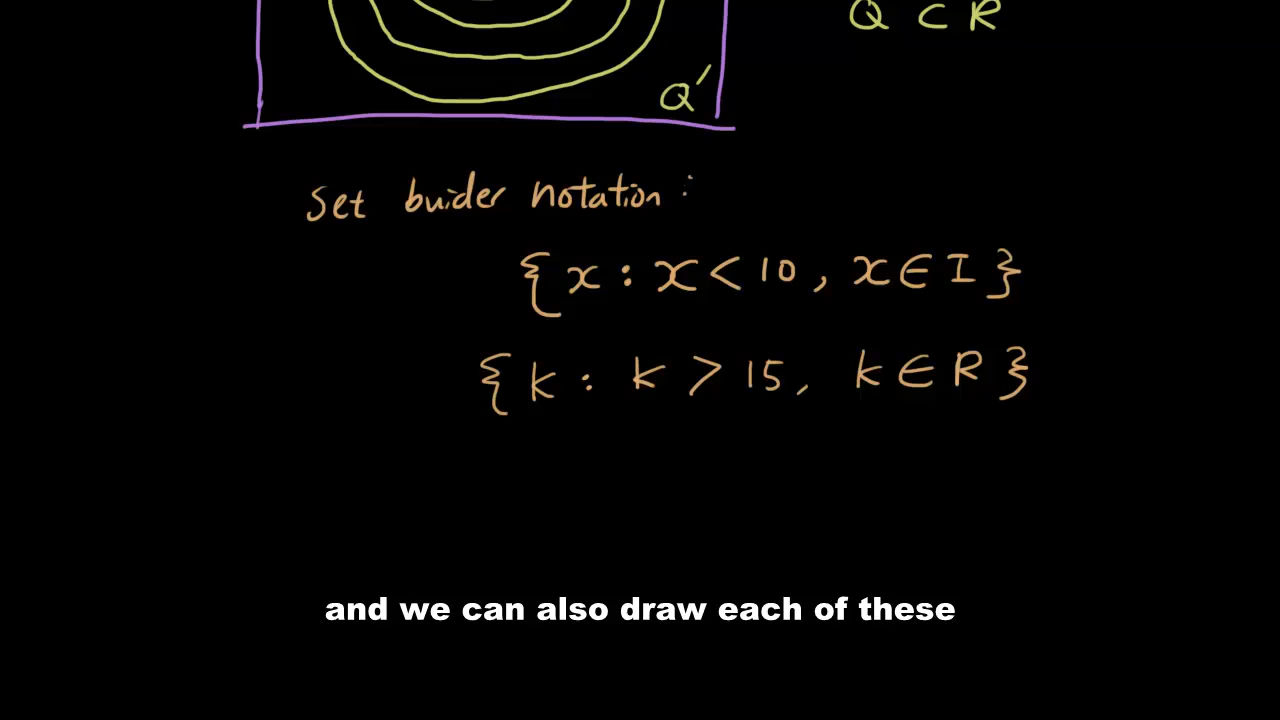 Q ⊂ R
Q'
Set buider notation:
{x : x < 10, x ∈ I}
{k : k > 15, k ∈ R}
and we can also draw each of these